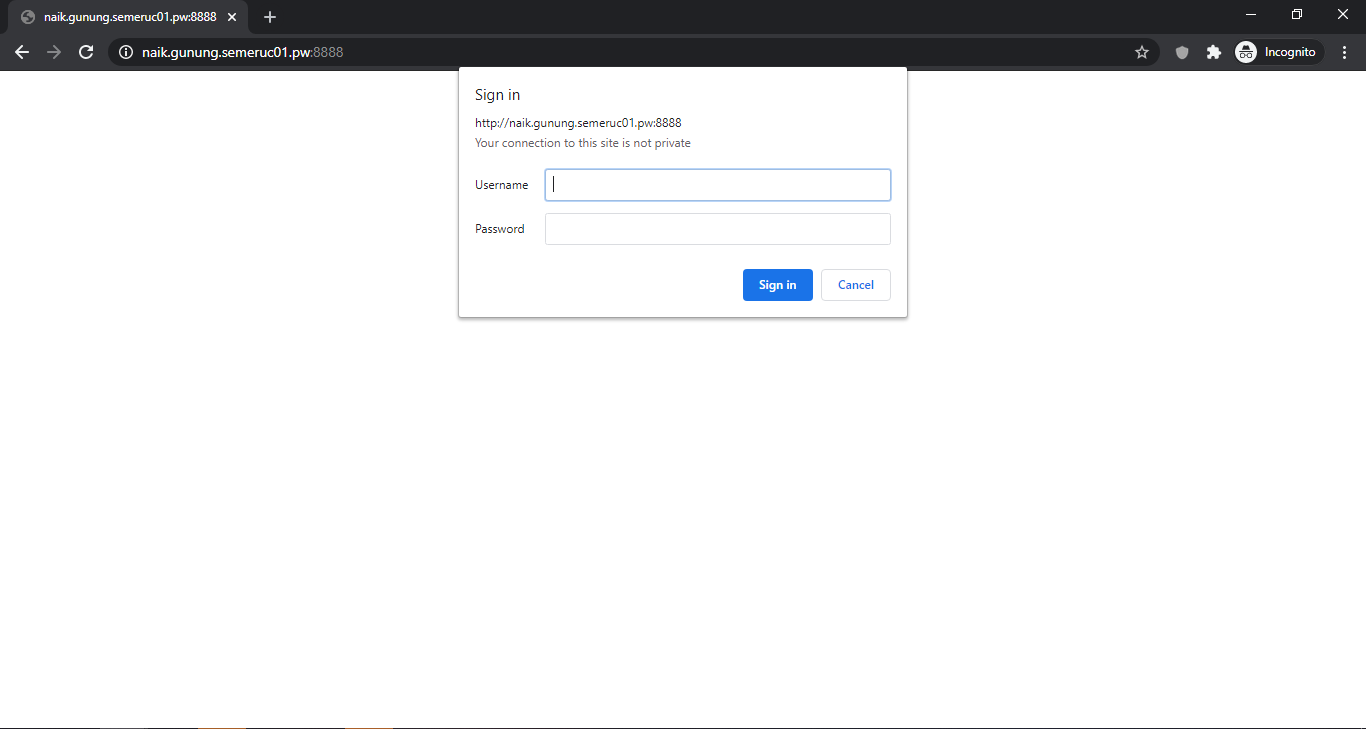 naik.gunung.semeruc01.pw:8888
naik.gunung.semeruc01.pw:8888
Incognito
Sign in
http://naik.gunung.semeruc01.pw:8888
Your connection to this site is not private
Username
Password
Sign in
Cancel